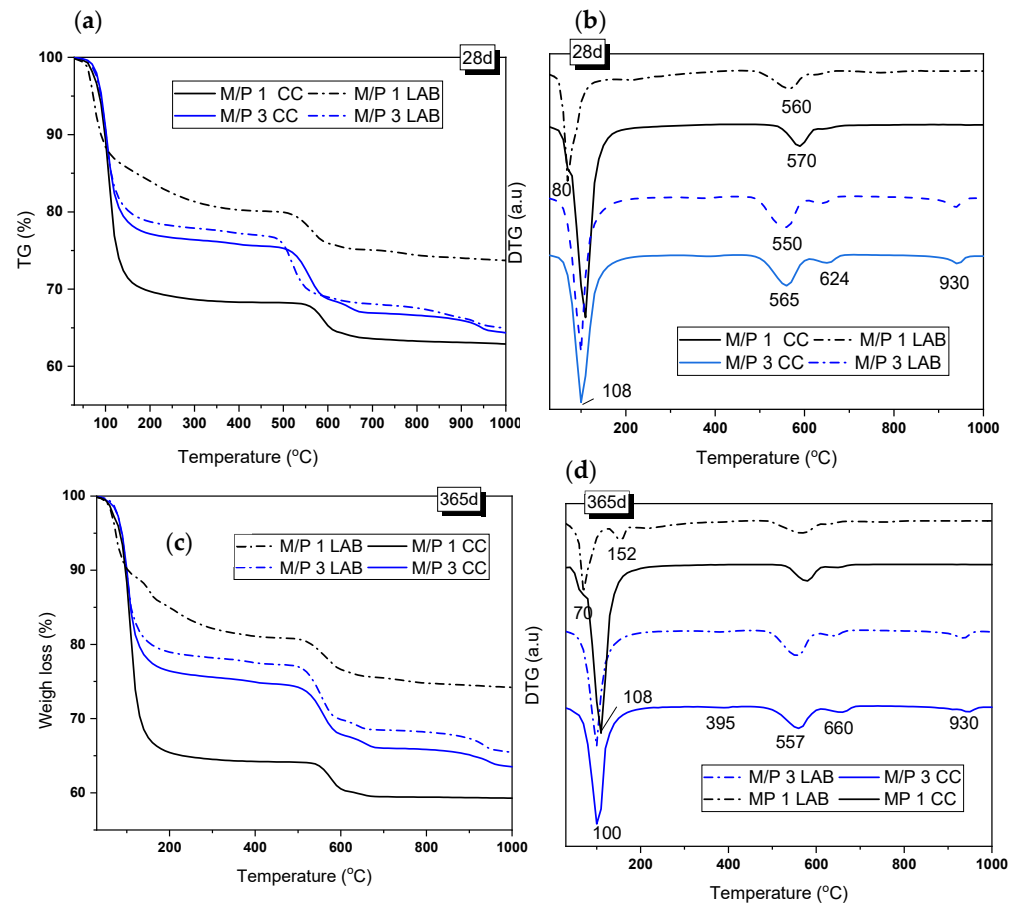 (a)
28d
M/P 1 CC
M/P 1 LAB
M/P 3 CC
M/P 3 LAB
TG (%)
100
90
80
70
60
100 200 300 400 500 600 700 800 900 1000
Temperature (°C)
(b)
28d
DTG (a.u)
560
80
570
550
565
624
930
M/P 1 CC
M/P 1 LAB
M/P 3 CC
M/P 3 LAB
108
200 400 600 800 1000
Temperature (°C)
365d
(c)
M/P 1 LAB
M/P 1 CC
M/P 3 LAB
M/P 3 CC
Weigh loss (%)
100
90
80
70
60
200 400 600 800 1000
Temperature (°C)
(d)
365d
DTG (a.u)
152
70
108
395
557
660
930
M/P 3 LAB
M/P 3 CC
MP 1 LAB
MP 1 CC
100
200 400 600 800 1000
Temperature (°C)